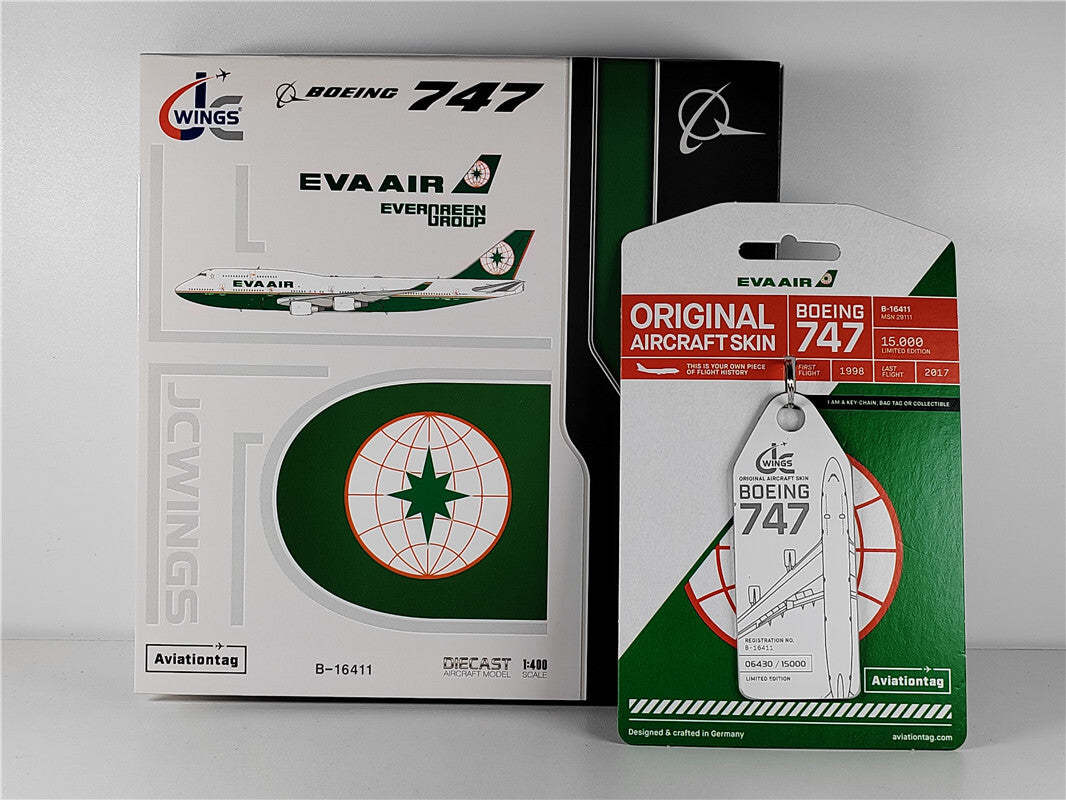 JC WINGS
BOEING 747
EVA AIR
EVERGREEN
GROUP
EVA AIR
JCWINGS
Aviationtag
B-16411
DIECAST
AIRCRAFT MODEL
1:400
SCALE
EVA AIR
ORIGINAL
AIRCRAFT SKIN
BOEING
747
B-16411
MSN 29111
15.000
LIMITED EDITION
THIS IS YOUR OWN PIECE
OF FLIGHT HISTORY
FIRST
FLIGHT
1998
LAST
FLIGHT
2017
I AM A KEY-CHAIN, BAG TAG OR COLLECTIBLE
JC WINGS
ORIGINAL AIRCRAFT SKIN
BOEING
747
REGISTRATION NO.
B-16411
06430 / 15000
LIMITED EDITION
Aviationtag
Designed & crafted in Germany
aviationtag.com